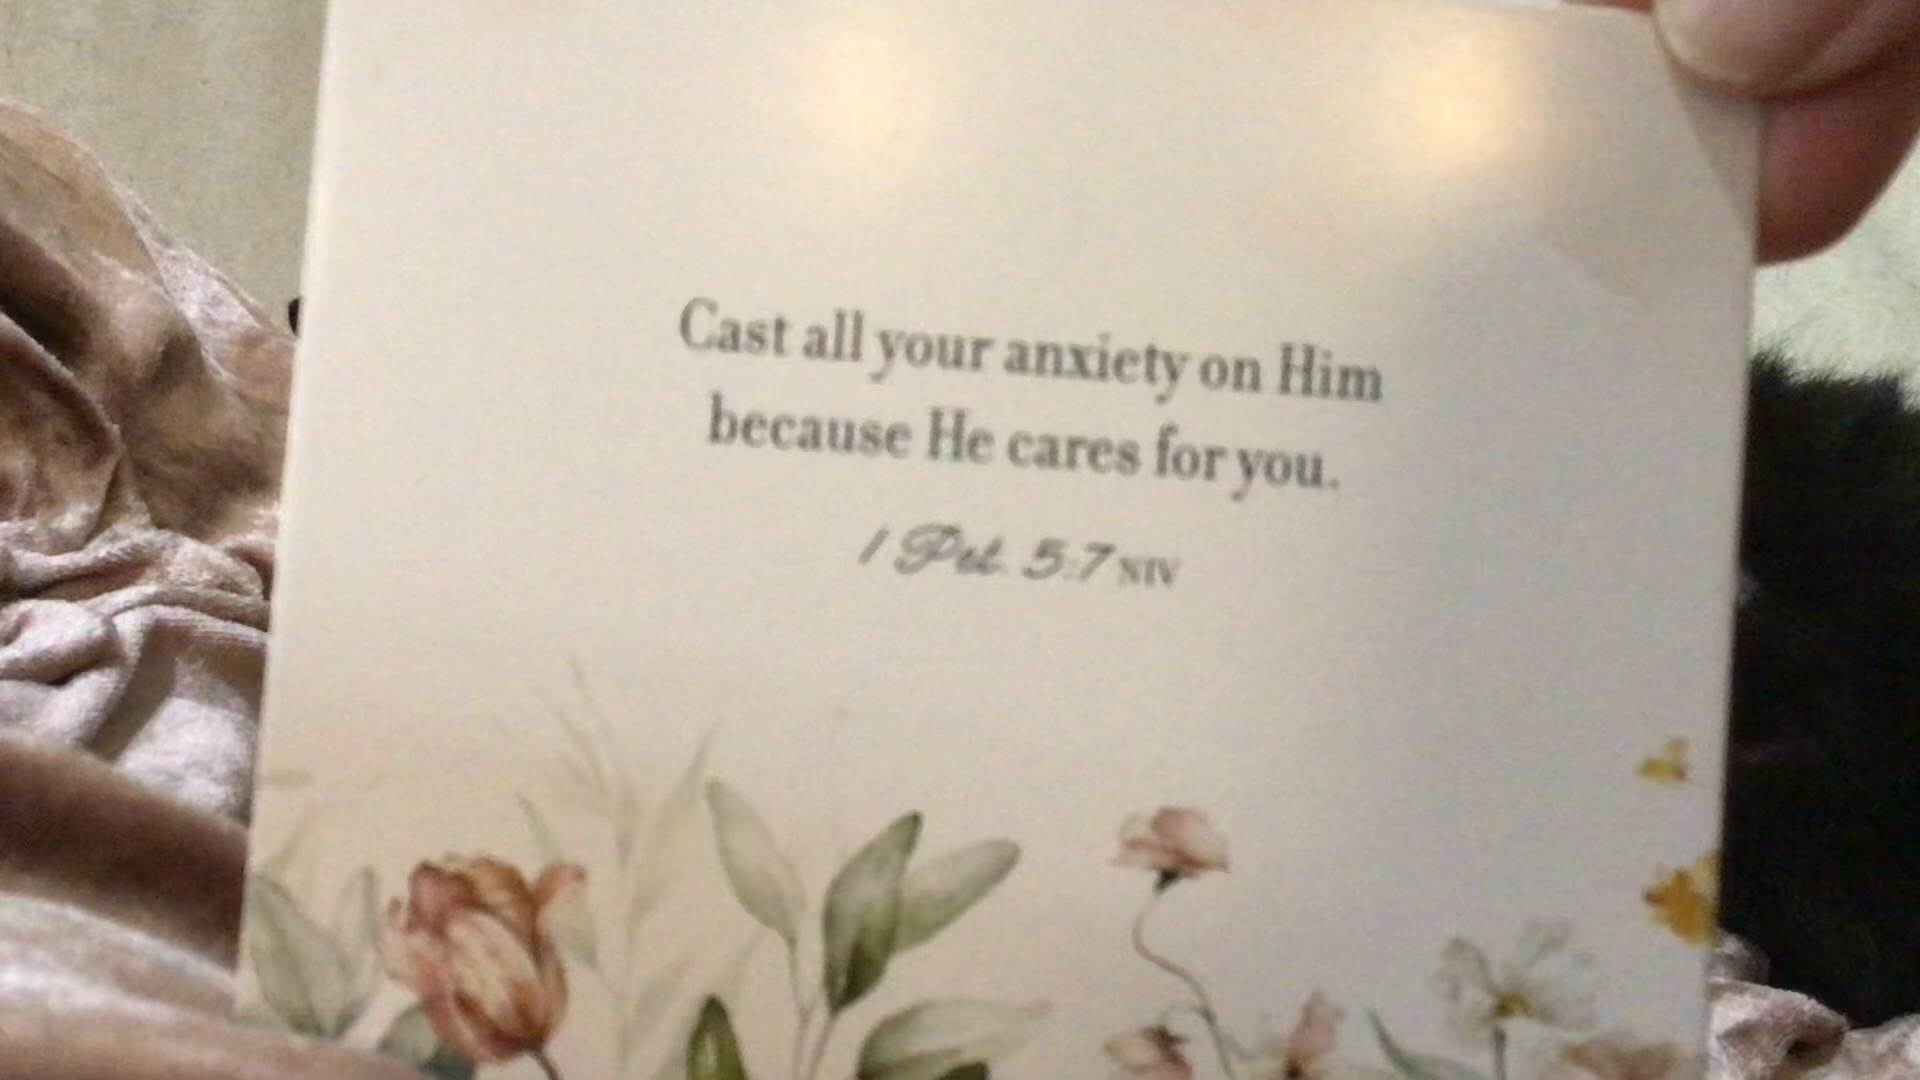 Cast all your anxiety on Him
because He cares for you.
1 Pet. 5:7 NIV